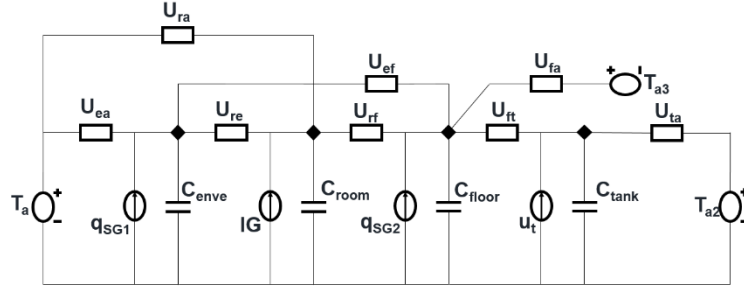 U_ra
U_ef
U_fa
+
-
T_a3
U_ea
U_re
U_rf
U_ft
U_ta
T_a
+
-
q_SG1
C_enve
IG
C_room
q_SG2
C_floor
u_t
C_tank
T_a2
+
-